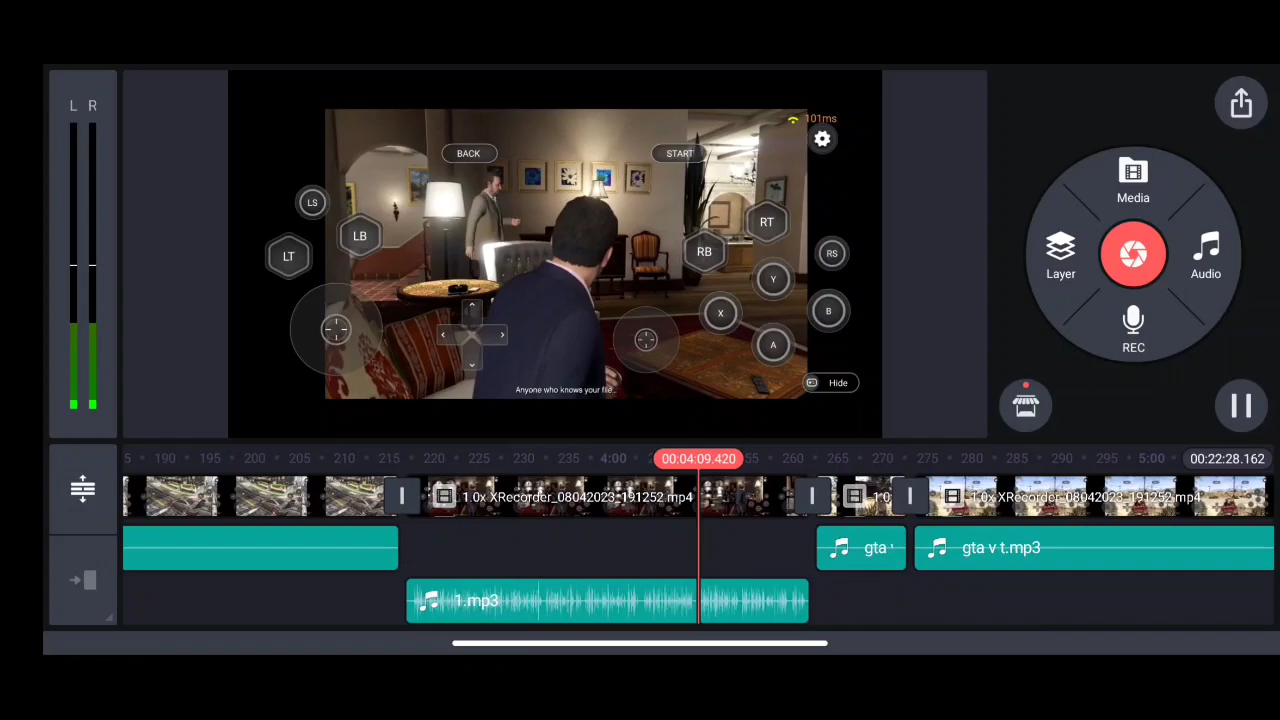 L R
101ms
BACK
START
LS
LB
LT
RT
RB
RS
Y
X
B
A
Hide
Anyone who knows your file...
Media
Layer
Audio
REC
5 190 195 200 205 210 215 220 225 230 235 4:00 00:04:09.420 55 260 265 270 275 280 285 290 295 5:00 00:22:28.162
1.0x XRecorder_08042023_191252.mp4
1.0
1.0x XRecorder_08042023_191252.mp4
gta
gta v t.mp3
1.mp3